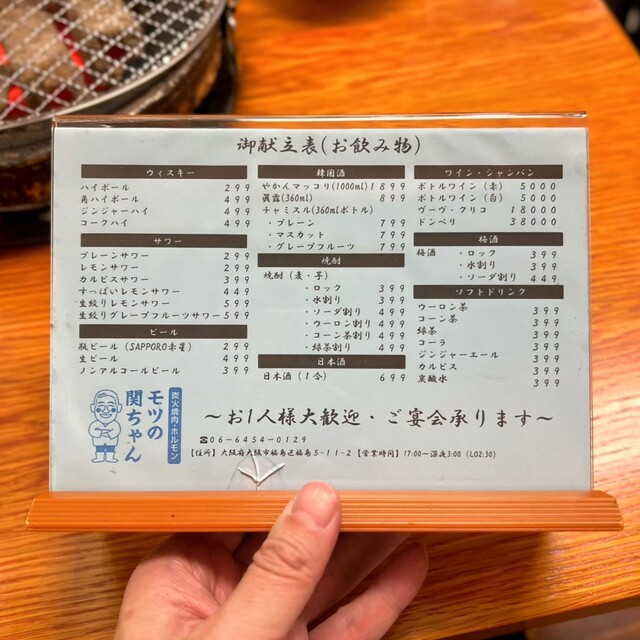 御献立表(お飲み物)
ウィスキー
ハイボール 299
角ハイボール 499
ジンジャーハイ 499
コークハイ 499
サワー
プレーンサワー 299
レモンサワー 299
カルピスサワー 399
すっぱいレモンサワー 449
生絞りレモンサワー 599
生絞りグレープフルーツサワー 599
ビール
瓶ビール (SAPPORO赤星) 299
生ビール 499
ノンアルコールビール 399
韓国酒
やかんマッコリ(1000ml) 1899
眞露(360ml) 899
チャミスル(360mlボトル)
・プレーン 799
・マスカット 799
・グレープフルーツ 799
焼酎
焼酎 (麦・芋)
・ロック 399
・水割り 399
・ソーダ割り 449
・ウーロン割り 499
・コーン茶割り 499
・緑茶割り 499
日本酒
日本酒 (1合) 699
ワイン・シャンパン
ボトルワイン (赤) 5000
ボトルワイン (白) 5000
ヴーヴ・クリコ 18000
ドンペリ 38000
梅酒
梅酒 ・ロック 399
・水割り 399
・ソーダ割り 449
ソフトドリンク
ウーロン茶 399
コーン茶 399
緑茶 399
コーラ 399
ジンジャーエール 399
カルピス 399
炭酸水 399
炭火焼肉・ホルモン
モツの
関ちゃん
～お1人様大歓迎・ご宴会承ります～
☎06-6454-0129
【住所】大阪府大阪市福島区福島5-11-2【営業時間】17:00～深夜3:00 (LO2:30)